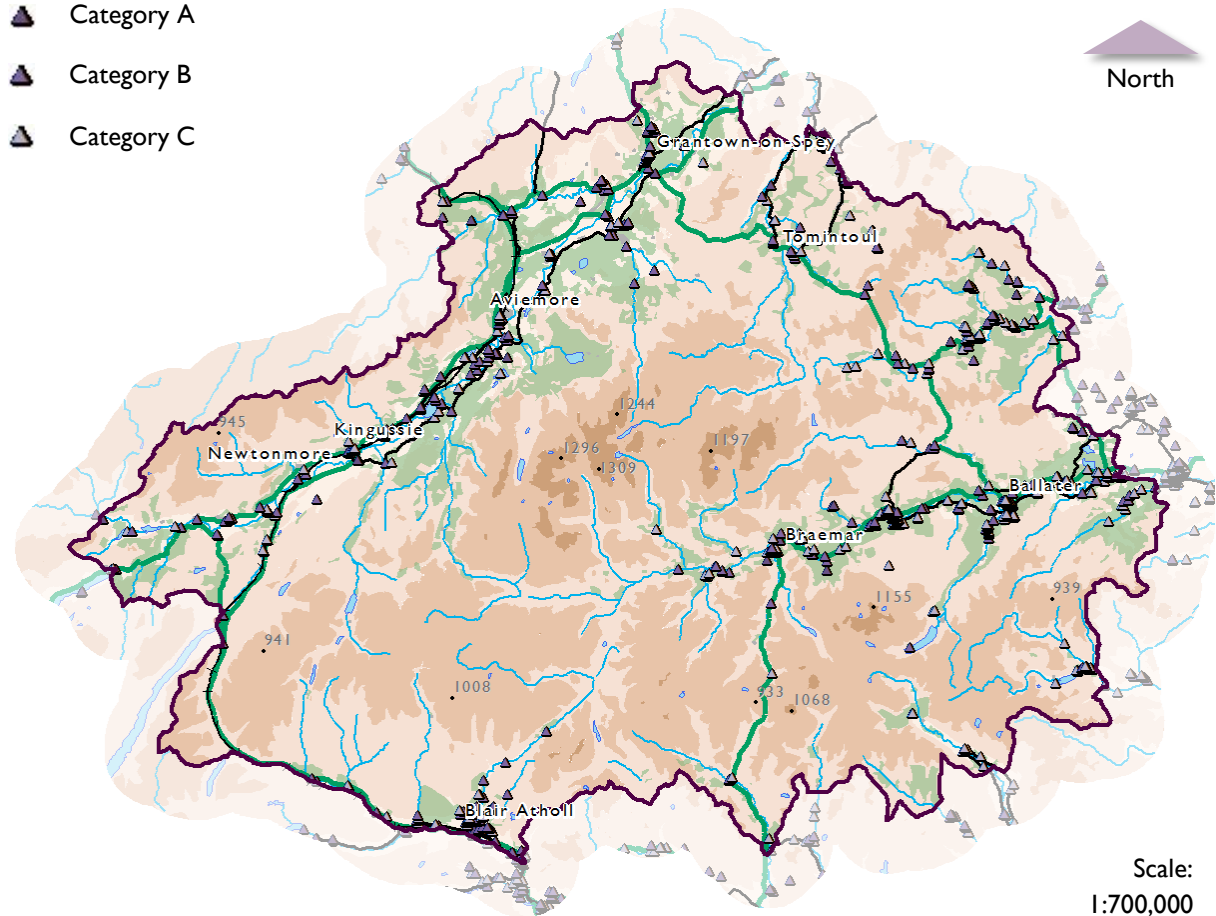 Category A
Category B
Category C
North
Grantown-on-Spey
Tomintoul
Aviemore
1244
945
Kingussie
Newtonmore
1296
1197
1309
Ballater
Braemar
939
1155
941
1008
933
1068
Blair Atholl
Scale:
1:700,000